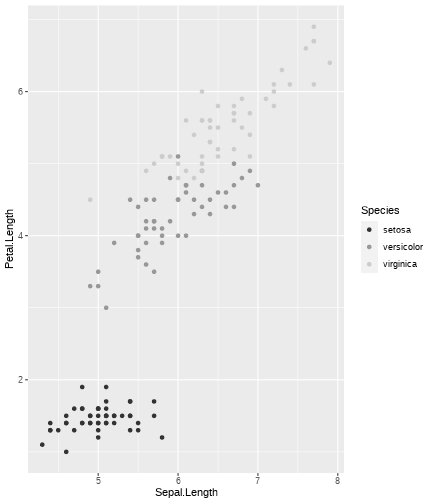 6
4
2
Petal.Length
5 6 7 8
Sepal.Length
Species
setosa
versicolor
virginica